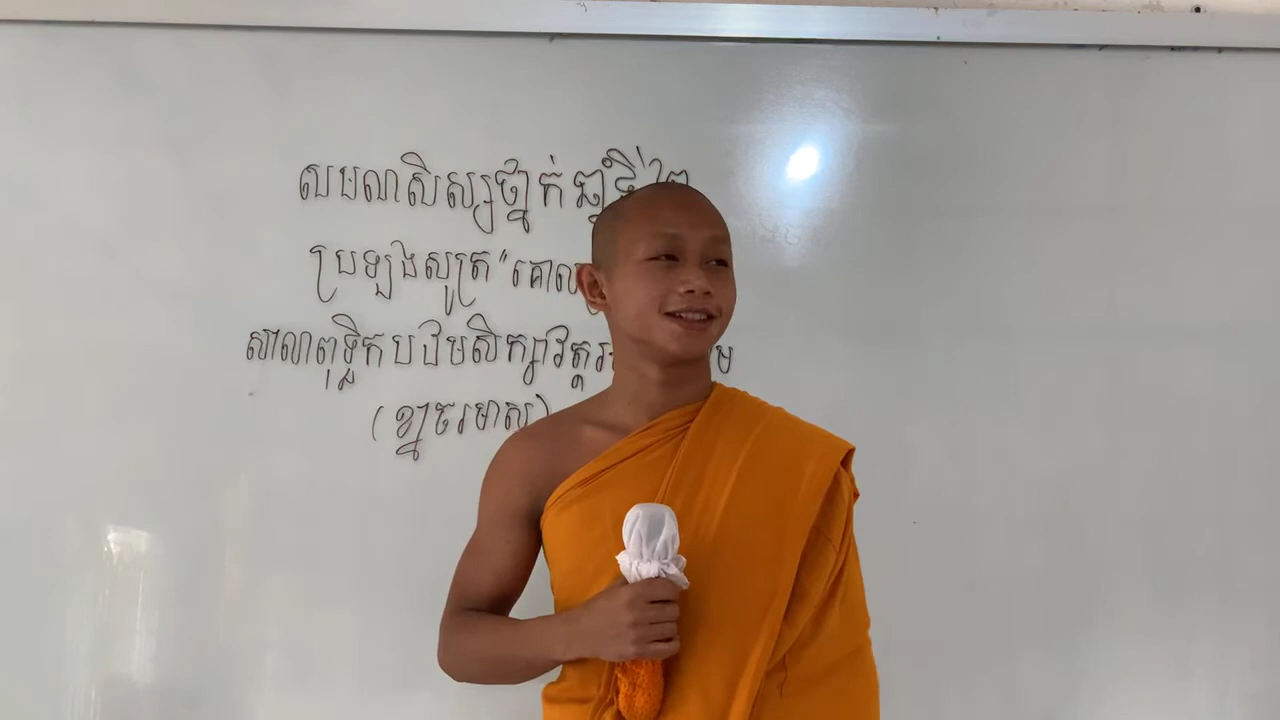 សមណសិស្សថ្នាក់ឆ្នាំទី២
ប្រឡងសូត្រ "គោល
សាលាពុទ្ធិកបឋមសិក្សាវត្ត
(ខ្នាចរមាស)